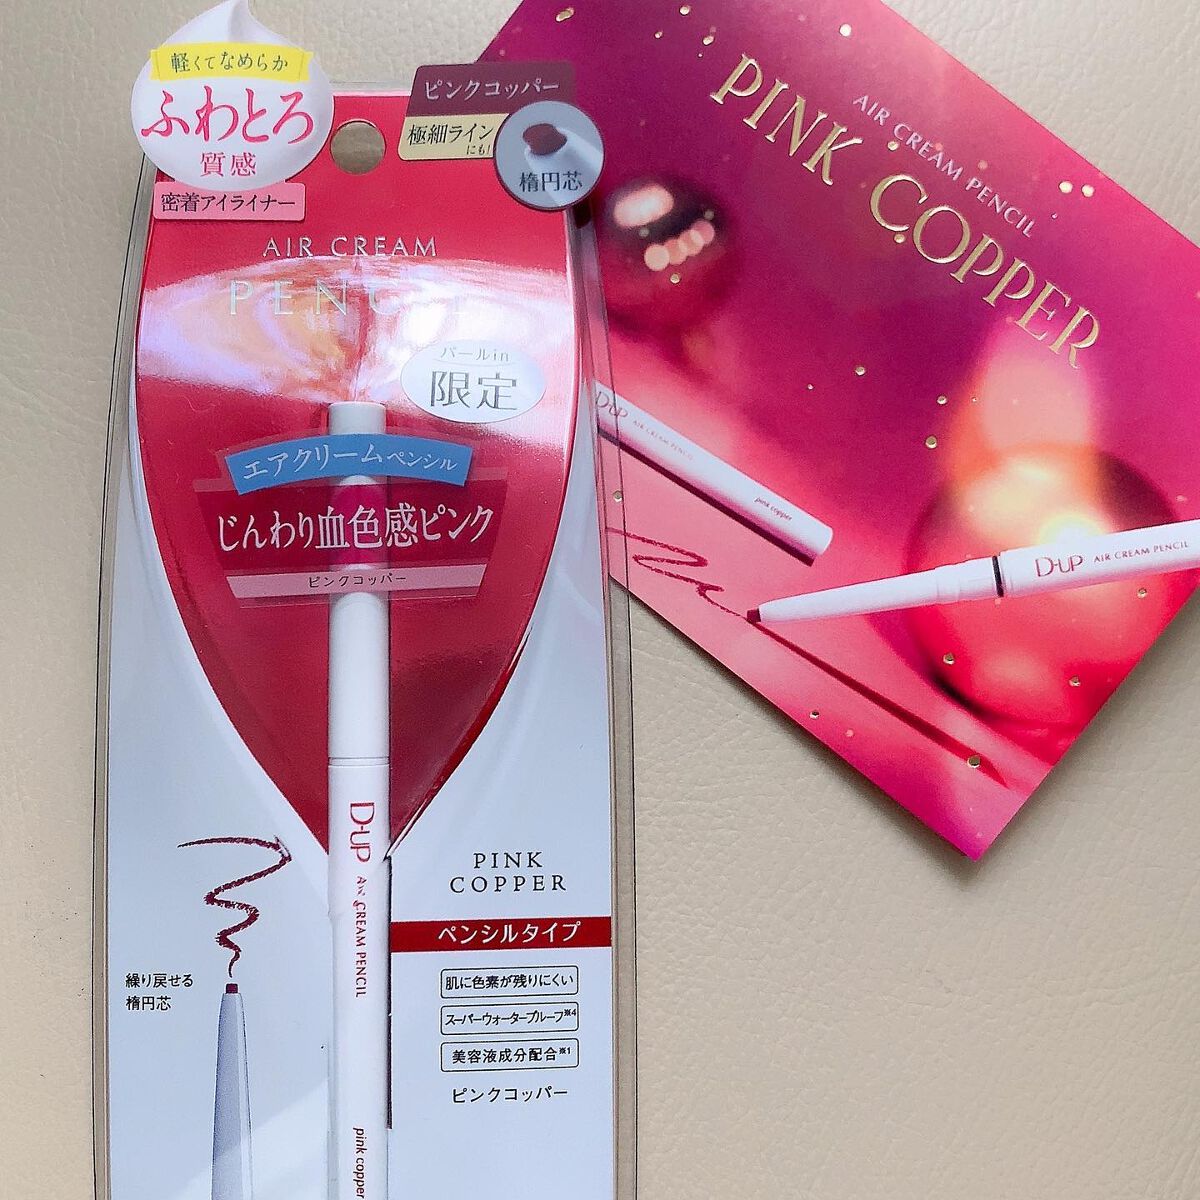 軽くてなめらか
ふわとろ
質感
密着アイライナー
ピンクコッパー
極細ライン
にも!
楕円芯
AIR CREAM
PENCIL
パールin
限定
エアクリームペンシル
じんわり血色感ピンク
ピンクコッパー
D-UP AIR CREAM PENCIL
pink copper
PINK
COPPER
ペンシルタイプ
肌に色素が残りにくい
スーパーウォータープルーフ※4
美容液成分配合※1
ピンクコッパー
繰り戻せる
楕円芯
AIR CREAM PENCIL
PINK COPPER
D-UP AIR CREAM PENCIL
pink copper
D-UP AIR CREAM PENCIL